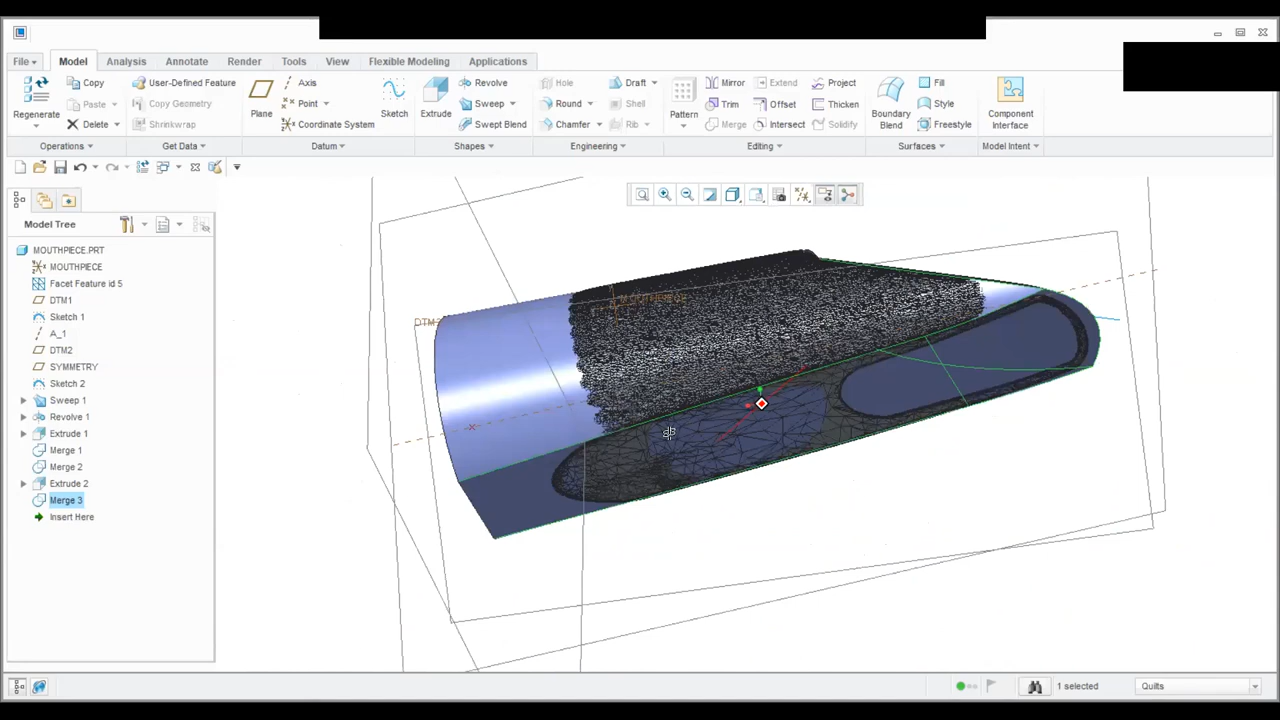 File Model Analysis Annotate Render Tools View Flexible Modeling Applications
Regenerate Copy User-Defined Feature Plane Axis Sketch Extrude Revolve Hole Draft Pattern Mirror Extend Project Boundary Blend Fill Component Interface
Paste Copy Geometry Point Sweep Round Shell Trim Offset Thicken Style
Delete Shrinkwrap Coordinate System Swept Blend Chamfer Rib Merge Intersect Solidify Freestyle
Operations Get Data Datum Shapes Engineering Editing Surfaces Model Intent
Model Tree
MOUTHPIECE.PRT
MOUTHPIECE
Facet Feature id 5
DTM1
Sketch 1
A_1
DTM2
SYMMETRY
Sketch 2
Sweep 1
Revolve 1
Extrude 1
Merge 1
Merge 2
Extrude 2
Merge 3
Insert Here
MOUTHPIECE
1 selected Quilts